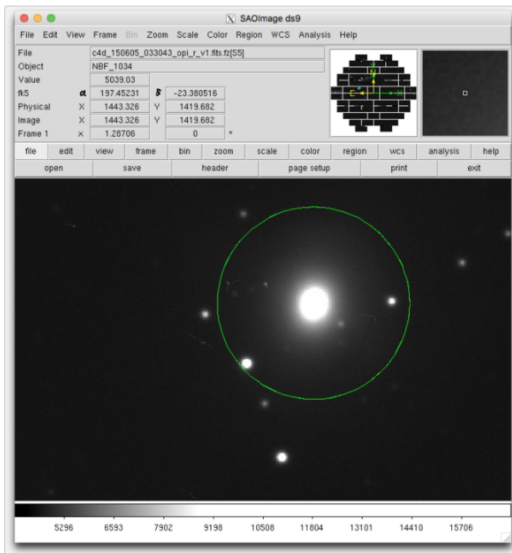 SAOImage ds9
File Edit View Frame Bin Zoom Scale Color Region WCS Analysis Help
File c4d_150605_033043_opi_r_v1.fits.fz[S5]
Object NBF_1034
Value 5039.03
fk5 α 197.45231 δ -23.380516
Physical X 1443.326 Y 1419.682
Image X 1443.326 Y 1419.682
Frame 1 x 1.28706 0 °
file edit view frame bin zoom scale color region wcs analysis help
open save header page setup print exit
5296 6593 7902 9198 10508 11804 13101 14410 15706